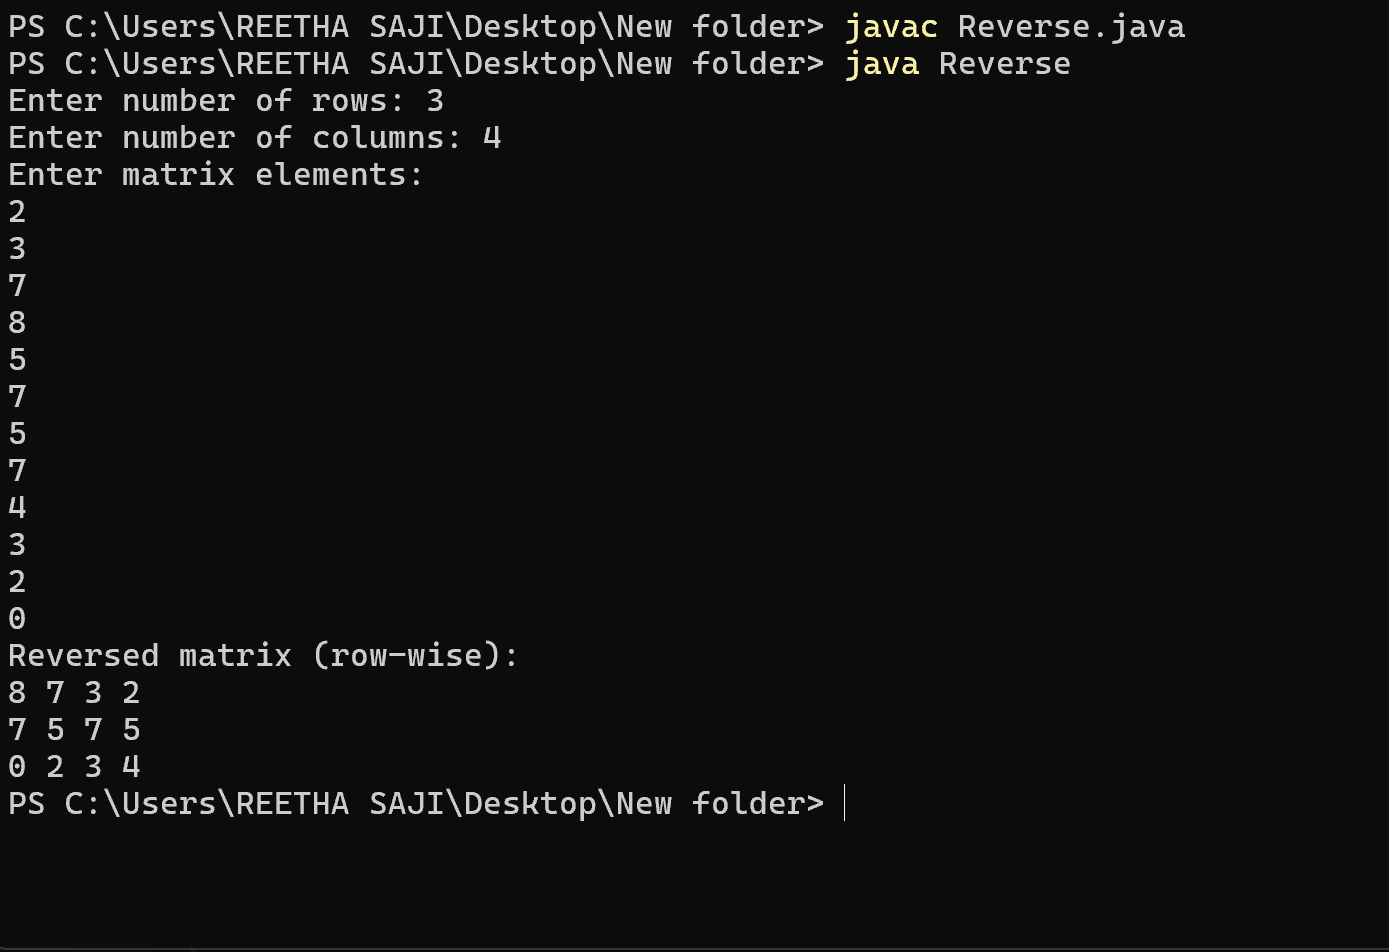 PS C:\Users\REETHA SAJI\Desktop\New folder> javac Reverse.java
PS C:\Users\REETHA SAJI\Desktop\New folder> java Reverse
Enter number of rows: 3
Enter number of columns: 4
Enter matrix elements:
2
3
7
8
5
7
5
7
4
3
2
0
Reversed matrix (row-wise):
8 7 3 2
7 5 7 5
0 2 3 4
PS C:\Users\REETHA SAJI\Desktop\New folder>